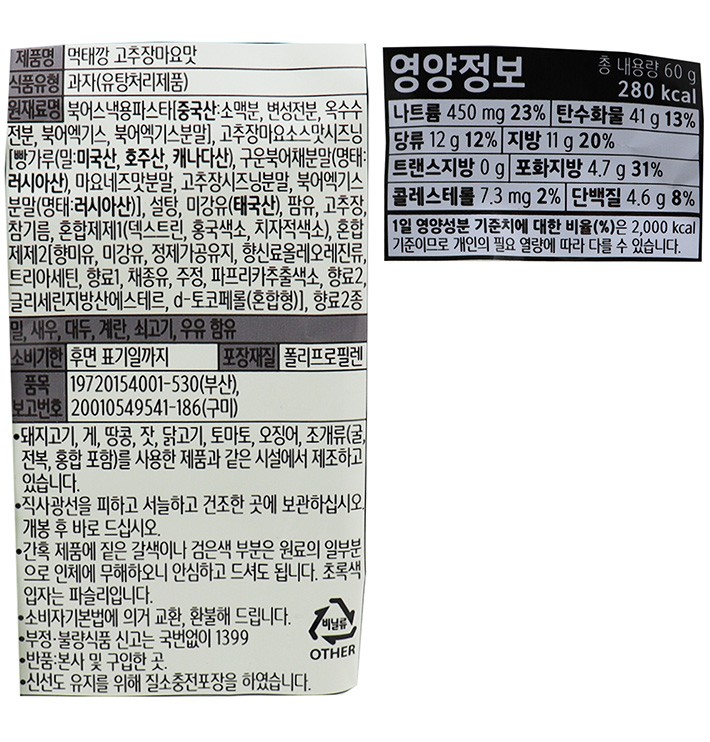 제품명 먹태깡 고추장마요맛
식품유형 과자(유탕처리제품)
원재료명 북어스낵용파스타[중국산:소맥분, 변성전분, 옥수수
전분, 북어엑기스, 북어엑기스분말], 고추장마요소스맛시즈닝
[빵가루(밀:미국산, 호주산, 캐나다산), 구운북어채분말(명태:
러시아산), 마요네즈맛분말, 고추장시즈닝분말, 북어엑기스
분말(명태:러시아산)], 설탕, 미강유(태국산), 팜유, 고추장,
참기름, 혼합제제1(덱스트린, 홍국색소, 치자적색소), 혼합
제제2[향미유, 미강유, 정제가공유지, 향신료올레오레진류,
트리아세틴, 향료1, 채종유, 주정, 파프리카추출색소, 향료2,
글리세린지방산에스테르, d-토코페롤(혼합형)], 향료2종
밀, 새우, 대두, 계란, 쇠고기, 우유 함유
소비기한 후면 표기일까지 포장재질 폴리프로필렌
품목 19720154001-530(부산),
보고번호 20010549541-186(구미)
•돼지고기, 게, 땅콩, 잣, 닭고기, 토마토, 오징어, 조개류(굴,
전복, 홍합 포함)를 사용한 제품과 같은 시설에서 제조하고
있습니다.
•직사광선을 피하고 서늘하고 건조한 곳에 보관하십시오.
개봉 후 바로 드십시오.
•간혹 제품에 짙은 갈색이나 검은색 부분은 원료의 일부분
으로 인체에 무해하오니 안심하고 드셔도 됩니다. 초록색
입자는 파슬리입니다.
•소비자기본법에 의거 교환, 환불해 드립니다.
•부정·불량식품 신고는 국번없이 1399
•반품:본사 및 구입한 곳.
•신선도 유지를 위해 질소충전포장을 하였습니다.
비닐류
OTHER
영양정보 총 내용량 60 g
280 kcal
나트륨 450 mg 23% 탄수화물 41 g 13%
당류 12 g 12% 지방 11 g 20%
트랜스지방 0 g 포화지방 4.7 g 31%
콜레스테롤 7.3 mg 2% 단백질 4.6 g 8%
1일 영양성분 기준치에 대한 비율(%)은 2,000 kcal
기준이므로 개인의 필요 열량에 따라 다를 수 있습니다.